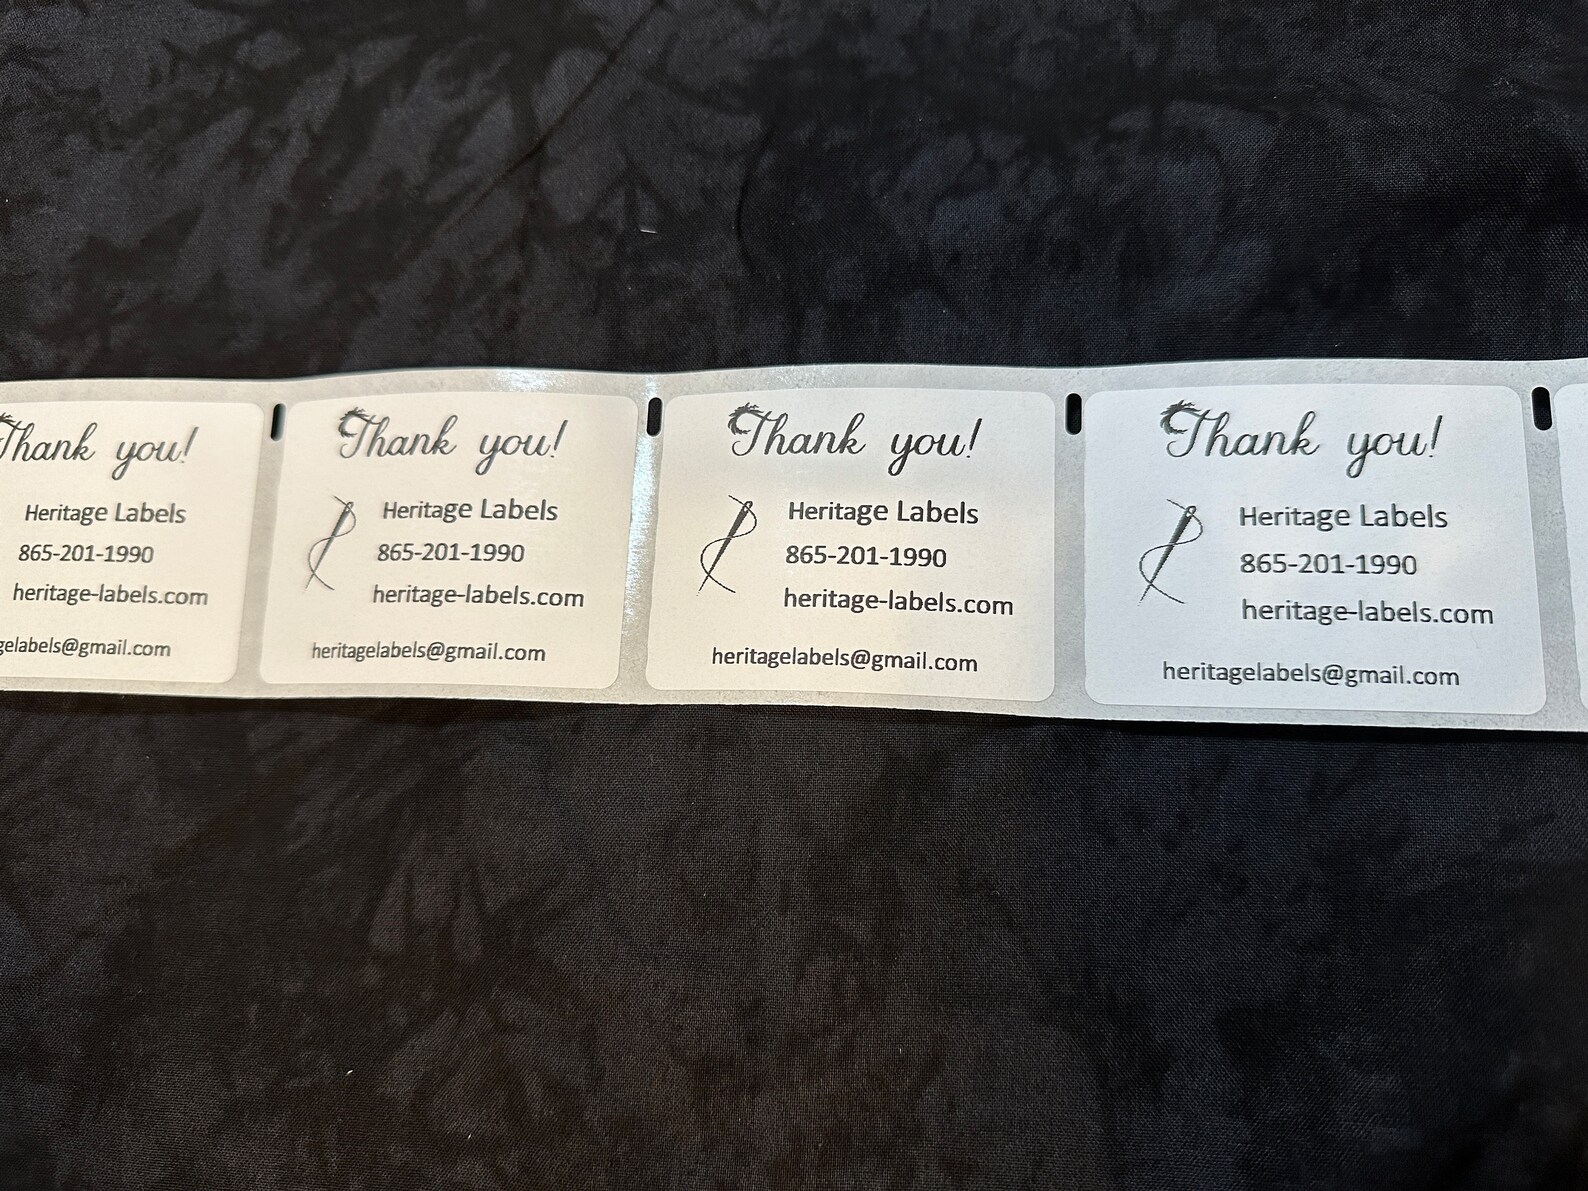 Thank you!
Heritage Labels
865-201-1990
heritage-labels.com
gelabels@gmail.com
Thank you!
Heritage Labels
865-201-1990
heritage-labels.com
heritagelabels@gmail.com
Thank you!
Heritage Labels
865-201-1990
heritage-labels.com
heritagelabels@gmail.com
Thank you!
Heritage Labels
865-201-1990
heritage-labels.com
heritagelabels@gmail.com